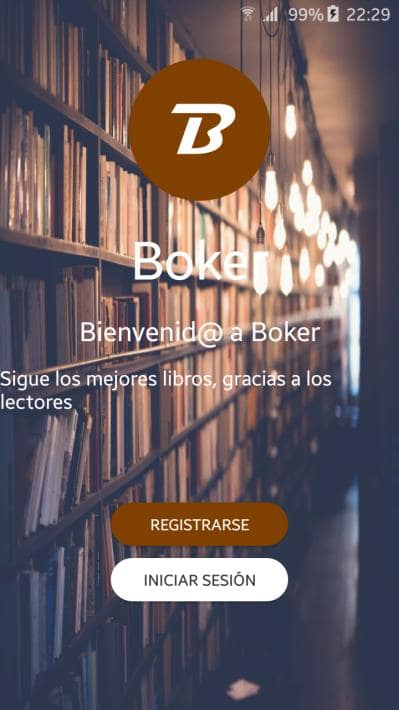 99% 22:29
B
Boker
Bienvenid@ a Boker
Sigue los mejores libros, gracias a los
lectores
REGISTRARSE
INICIAR SESIÓN